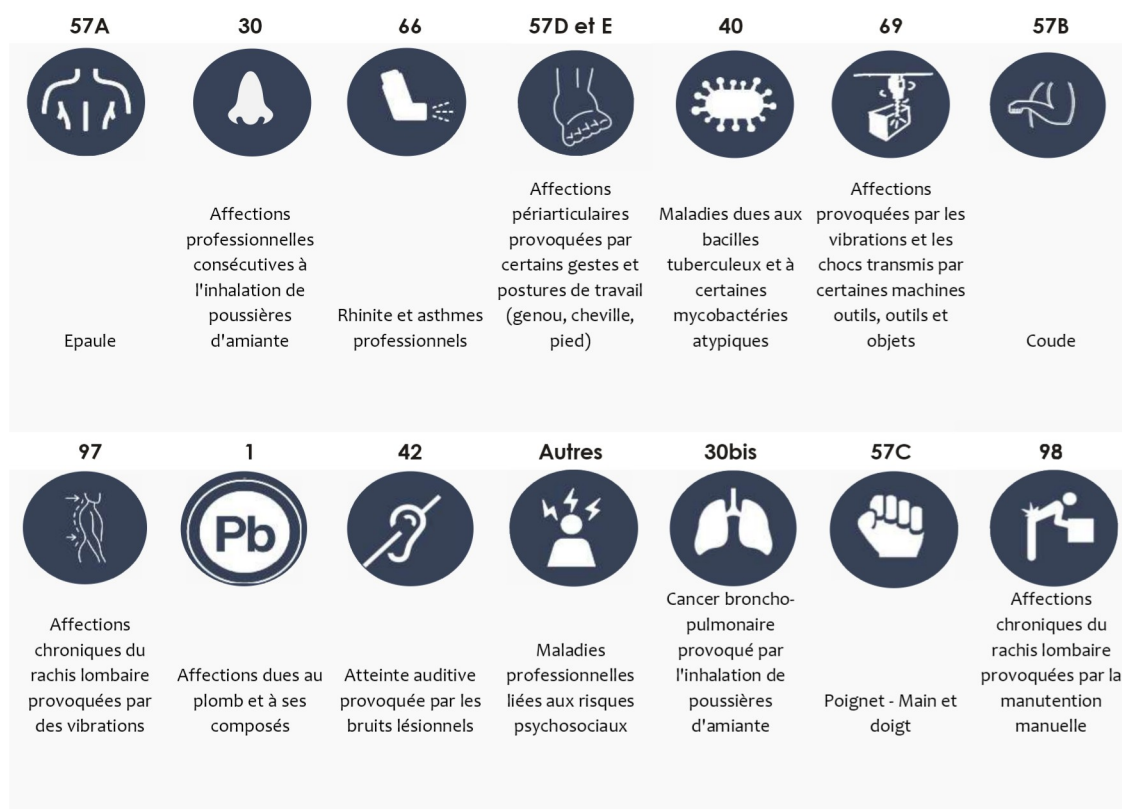 57A
30
66
57D et E
40
69
57B
Epaule
Affections
professionnelles
consécutives à
l'inhalation de
poussières
d'amiante
Rhinite et asthmes
professionnels
Affections
périarticulaires
provoquées par
certains gestes et
postures de travail
(genou, cheville,
pied)
Maladies dues aux
bacilles
tuberculeux et à
certaines
mycobactéries
atypiques
Affections
provoquées par les
vibrations et les
chocs transmis par
certaines machines
outils, outils et
objets
Coude
97
1
42
Autres
30bis
57C
98
Pb
Affections
chroniques du
rachis lombaire
provoquées par
des vibrations
Affections dues au
plomb et à ses
composés
Atteinte auditive
provoquée par les
bruits lésionnels
Maladies
professionnelles
liées aux risques
psychosociaux
Cancer broncho-
pulmonaire
provoqué par
l'inhalation de
poussières
d'amiante
Poignet - Main et
doigt
Affections
chroniques du
rachis lombaire
provoquées par la
manutention
manuelle